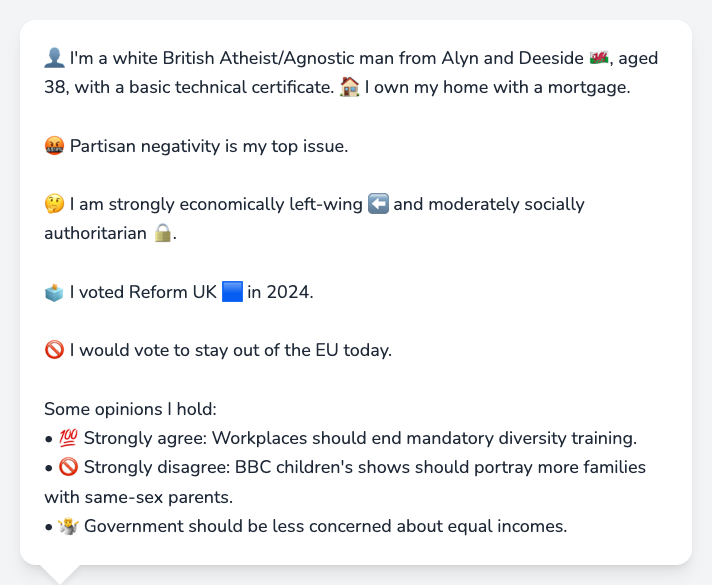 👤 I'm a white British Atheist/Agnostic man from Alyn and Deeside 🏴󠁧󠁢󠁷󠁬󠁳󠁿, aged
38, with a basic technical certificate. 🏠 I own my home with a mortgage.
🤬 Partisan negativity is my top issue.
🤔 I am strongly economically left-wing ⬅️ and moderately socially
authoritarian 🔒.
🗳️ I voted Reform UK 🟦 in 2024.
🚫 I would vote to stay out of the EU today.
Some opinions I hold:
• 💯 Strongly agree: Workplaces should end mandatory diversity training.
• 🚫 Strongly disagree: BBC children's shows should portray more families
with same-sex parents.
• 🤷 Government should be less concerned about equal incomes.